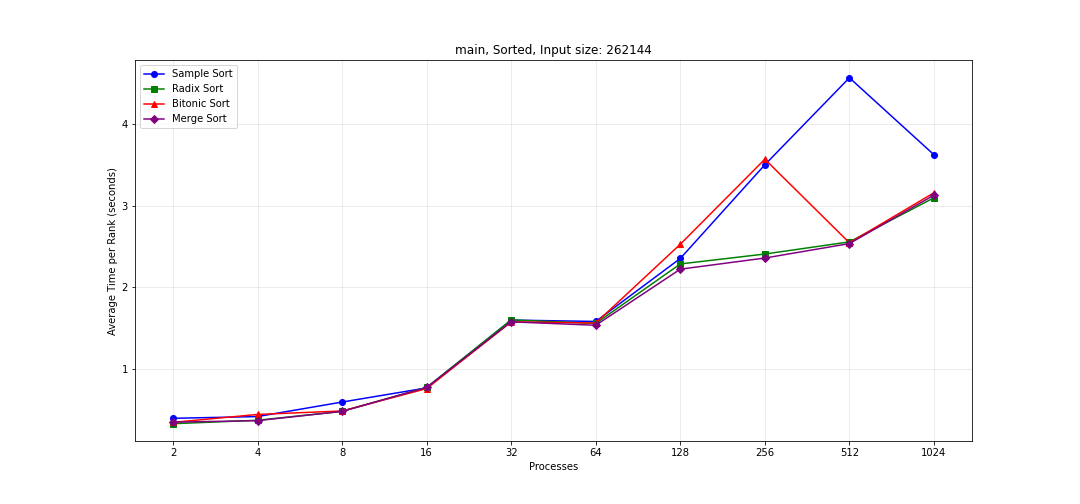 main, Sorted, Input size: 262144
Sample Sort
Radix Sort
Bitonic Sort
Merge Sort
Average Time per Rank (seconds)
4
3
2
1
2 4 8 16 32 64 128 256 512 1024
Processes